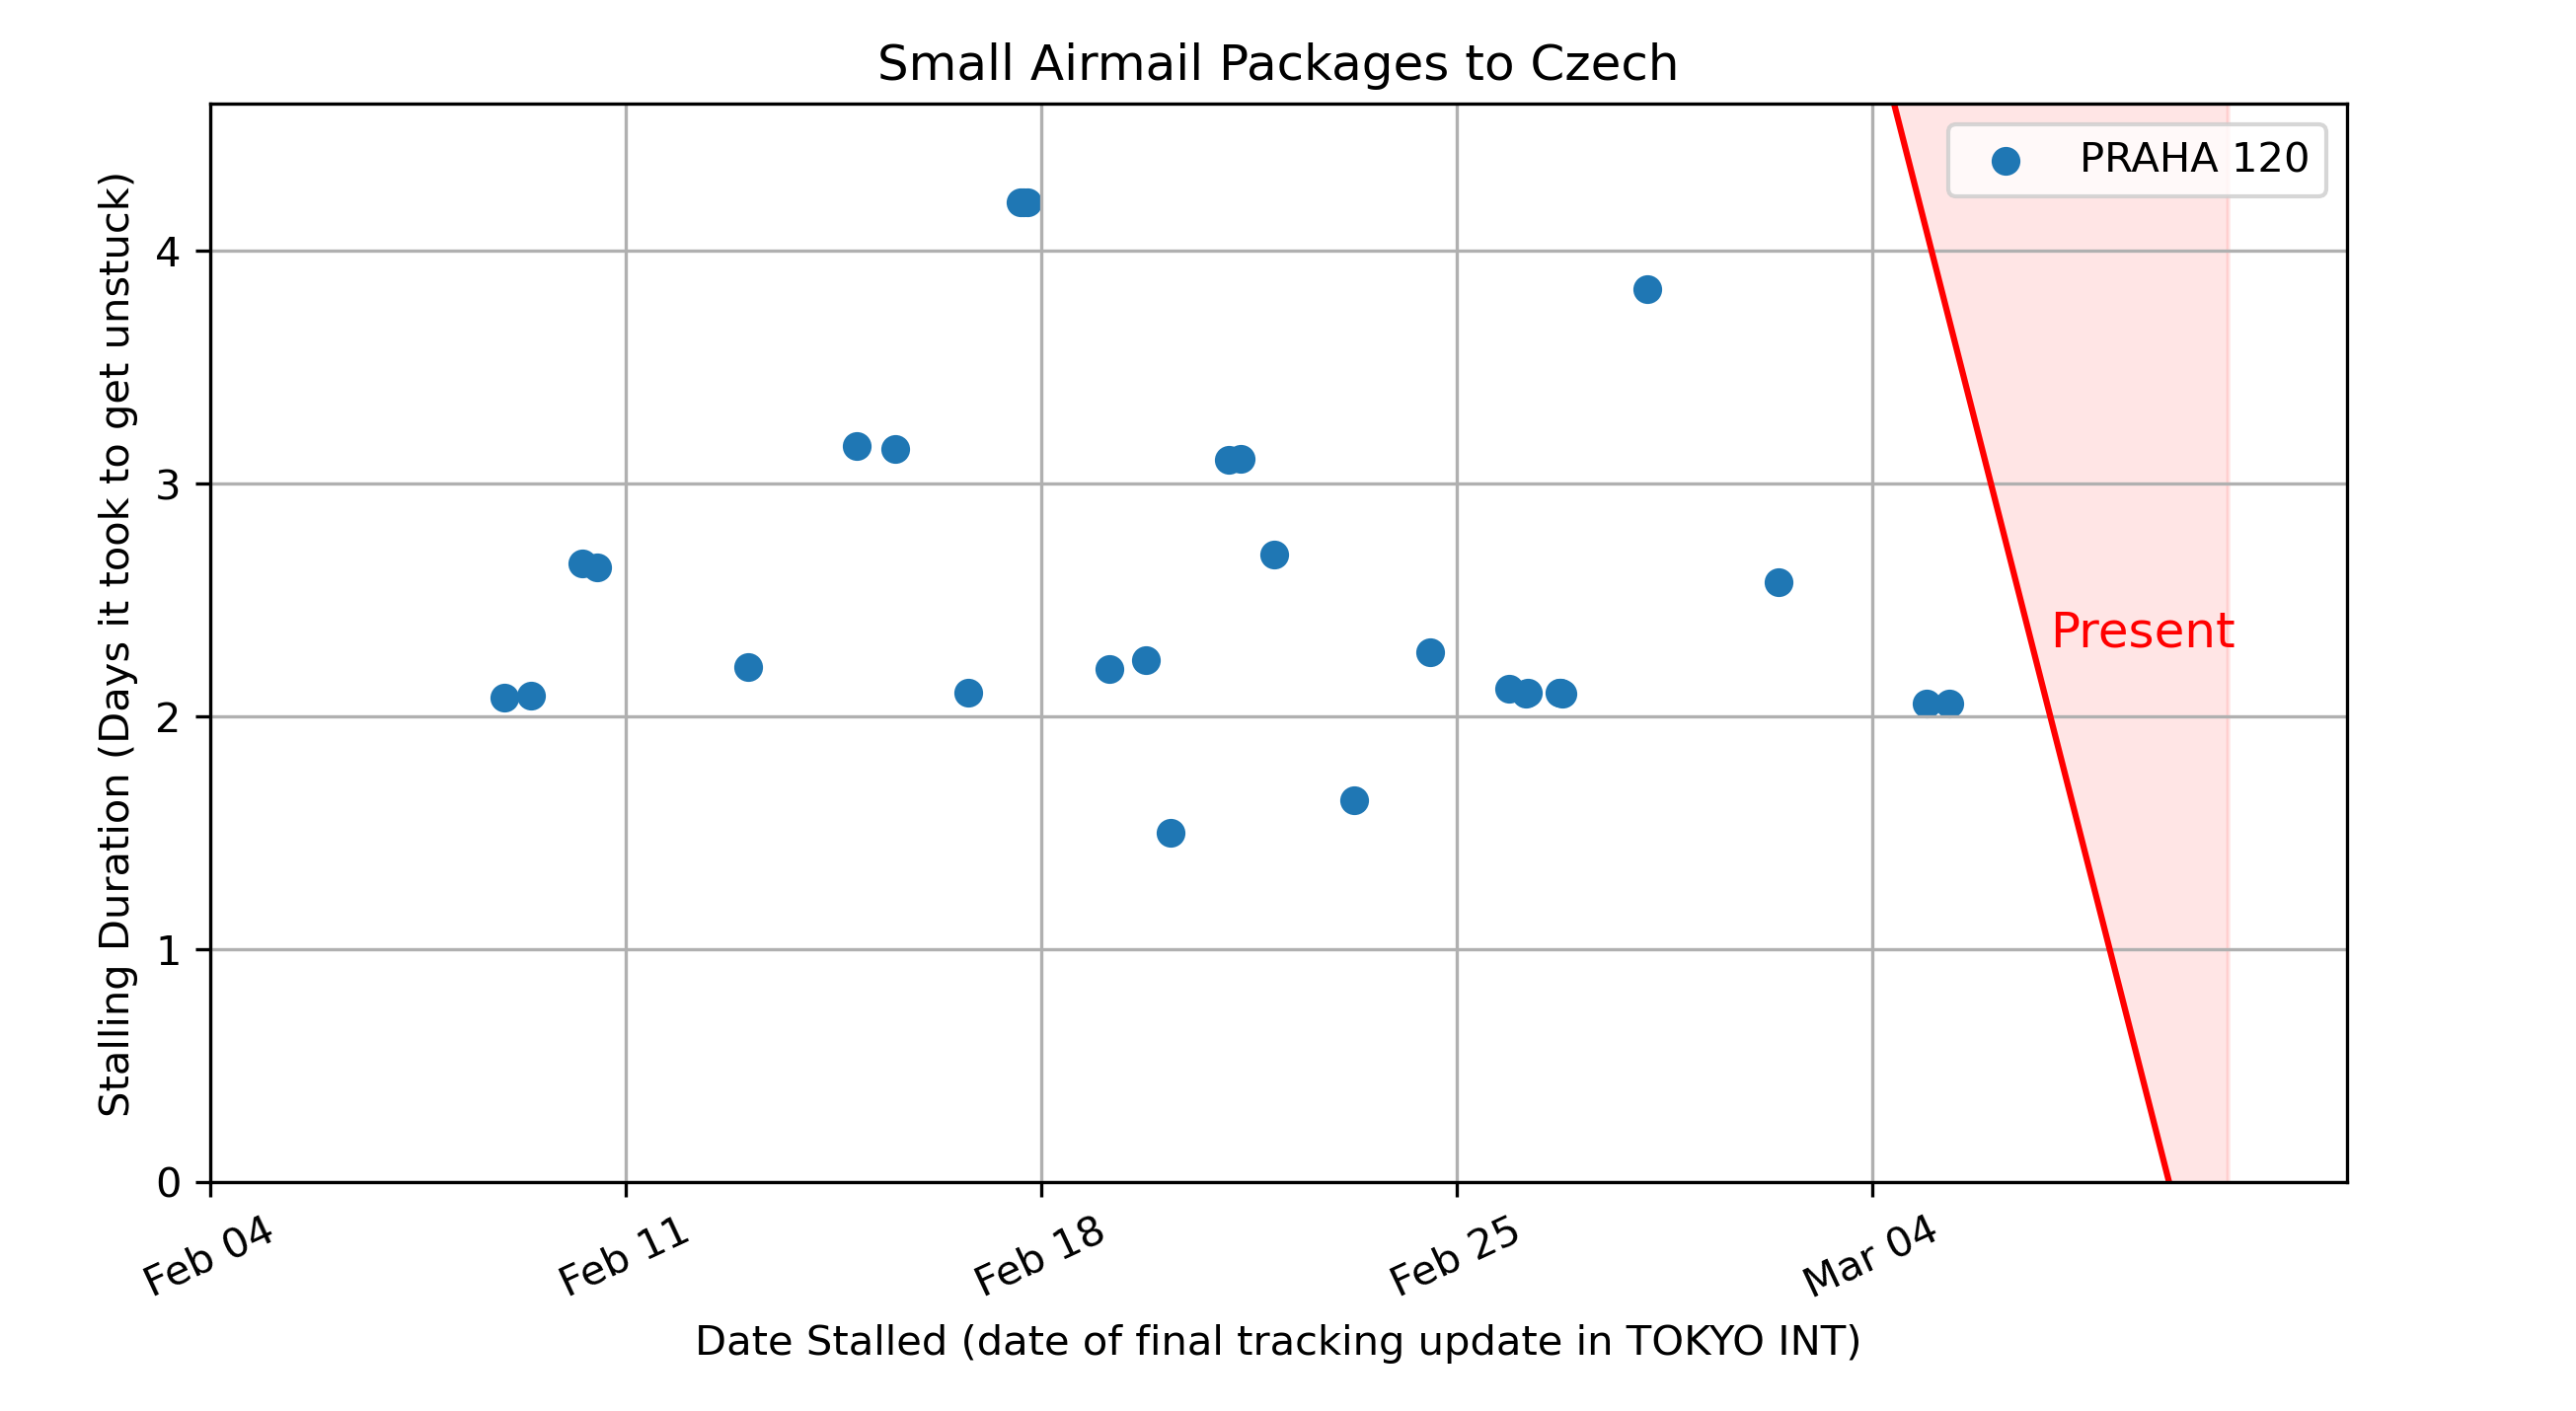 Small Airmail Packages to Czech
PRAHA 120
Stalling Duration (Days it took to get unstuck)
4
3
2
1
0
Present
Feb 04
Feb 11
Feb 18
Feb 25
Mar 04
Date Stalled (date of final tracking update in TOKYO INT)